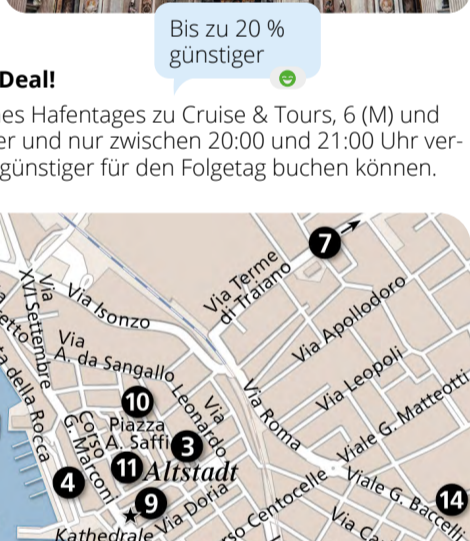 Bis zu 20 %
günstiger
Deal!
es Hafentages zu Cruise & Tours, 6 (M) und
er und nur zwischen 20:00 und 21:00 Uhr ver-
günstiger für den Folgetag buchen können.
7
Via Terme
di Traiano
Via Apollodoro
Via
XII Settembre
Via Isonzo
Via
A. da Sangallo
Via Leopoli
Viale G. Matteotti
della Rocca
10
Via
Leonardo
Via Roma
Piazza
A. Saffi
3
Corso
G. Marconi
11
Altstadt
4
9
Via Doria
Centocelle
Viale G. Baccelli
14
Kathedrale